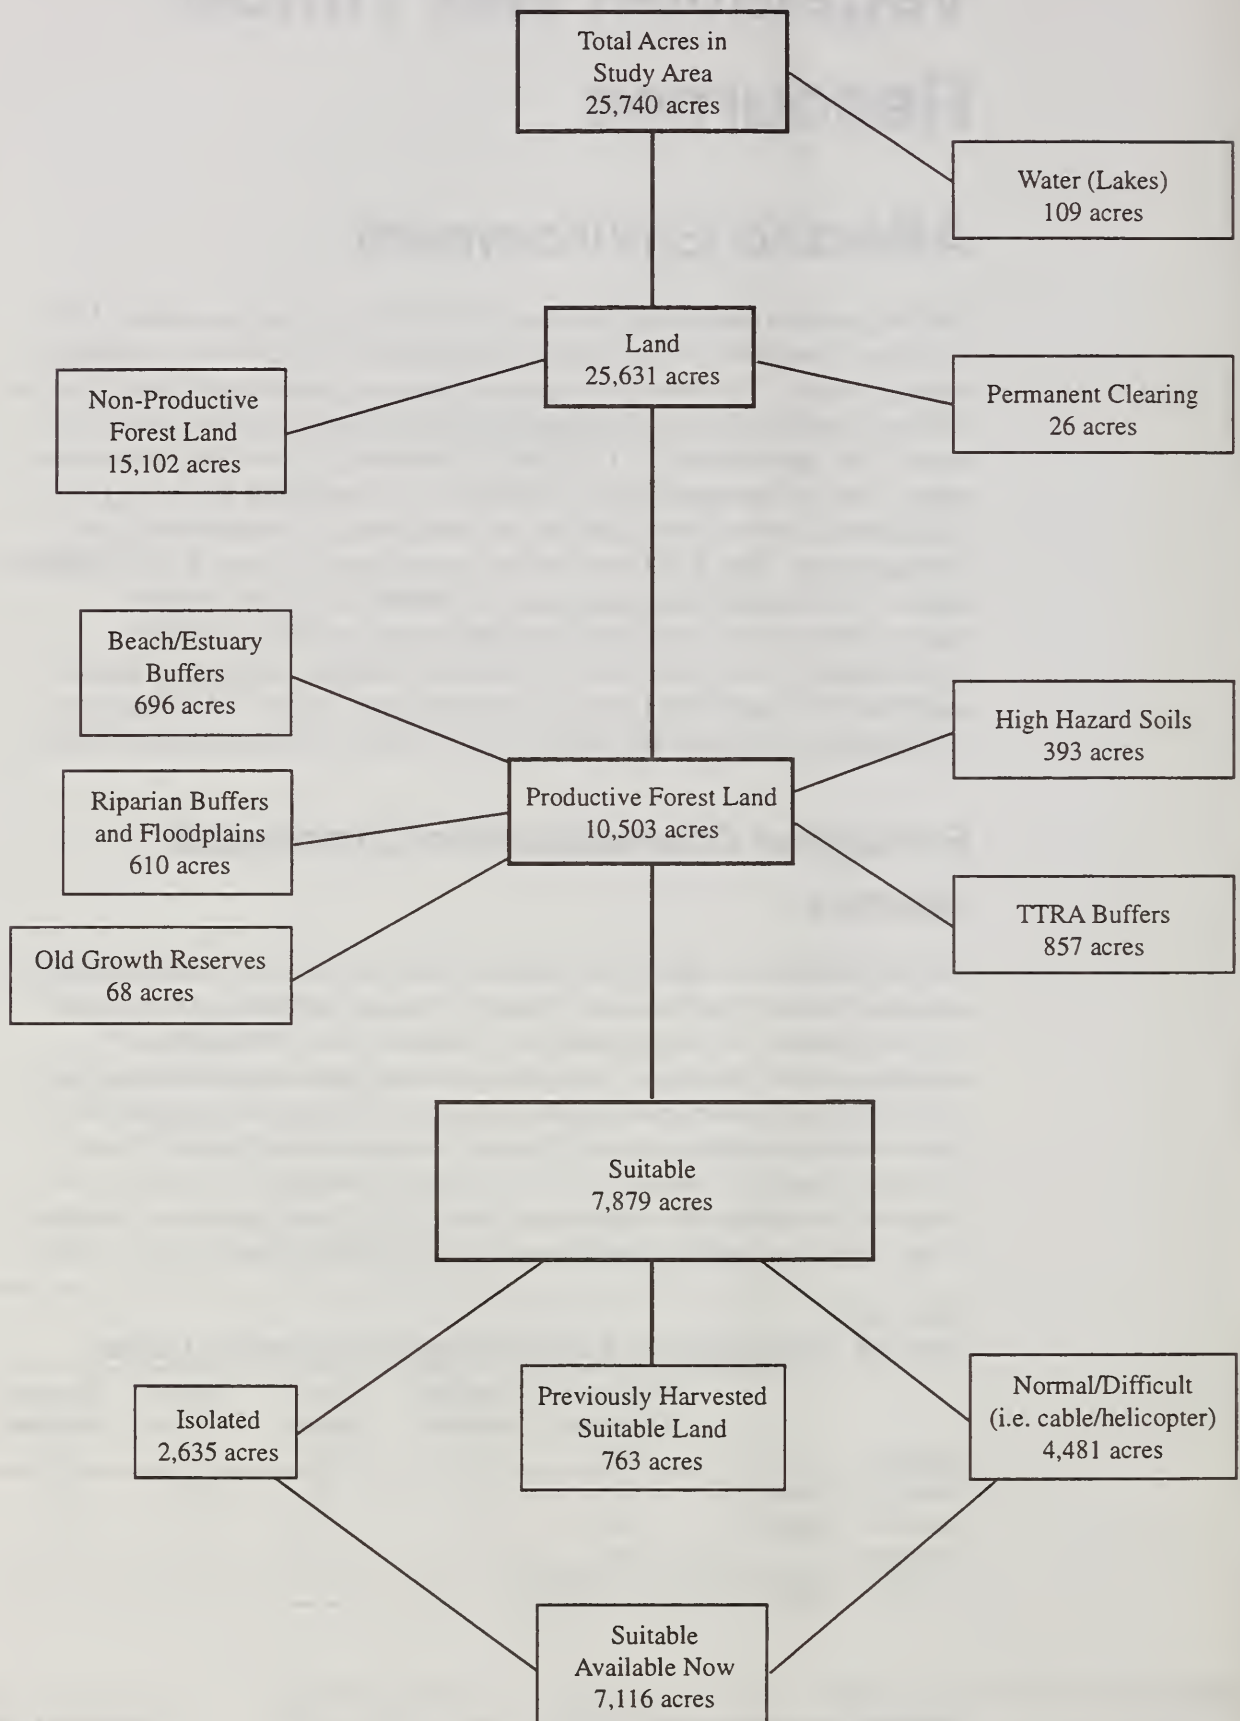 Total Acres in
Study Area
25,740 acres
Water (Lakes)
109 acres
Land
25,631 acres
Non-Productive
Forest Land
15,102 acres
Permanent Clearing
26 acres
Beach/Estuary
Buffers
696 acres
High Hazard Soils
393 acres
Productive Forest Land
10,503 acres
Riparian Buffers
and Floodplains
610 acres
TTRA Buffers
857 acres
Old Growth Reserves
68 acres
Suitable
7,879 acres
Isolated
2,635 acres
Previously Harvested
Suitable Land
763 acres
Normal/Difficult
(i.e. cable/helicopter)
4,481 acres
Suitable
Available Now
7,116 acres